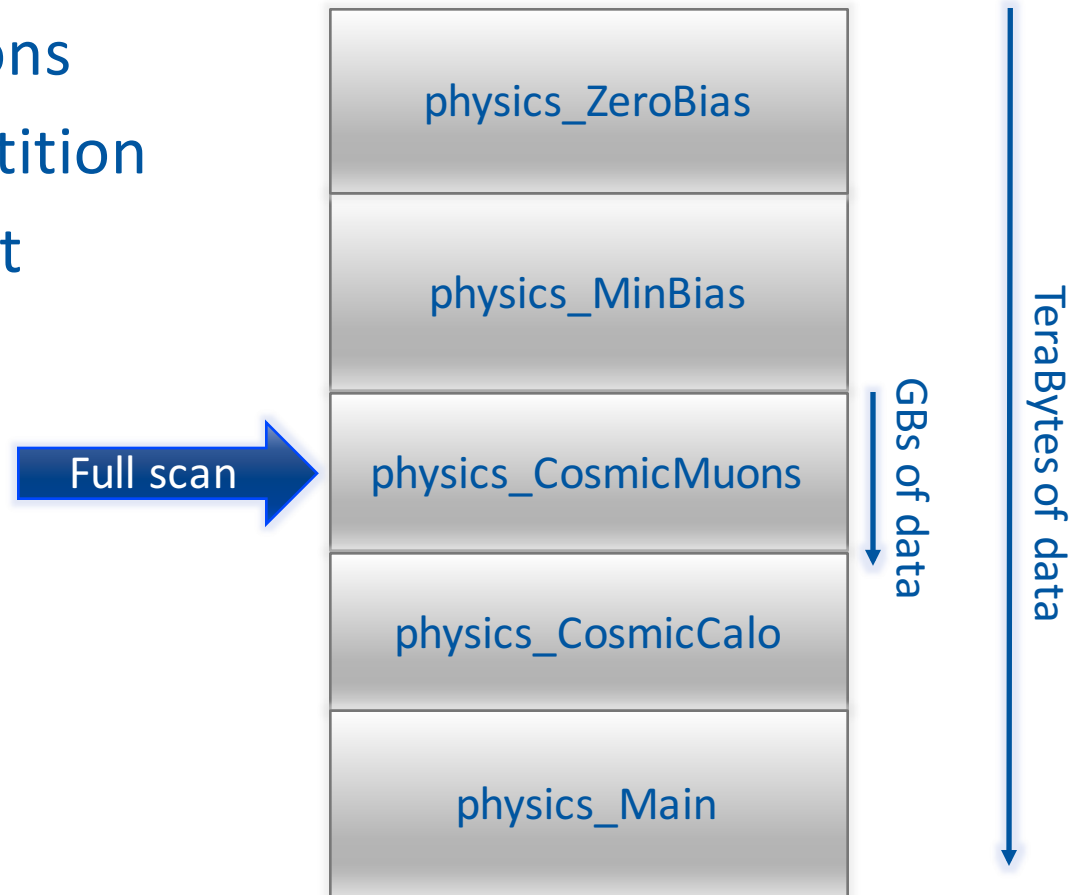 ons
tition
t
physics_ZeroBias
physics_MinBias
Full scan
physics_CosmicMuons
physics_CosmicCalo
physics_Main
GBs of data
TeraBytes of data